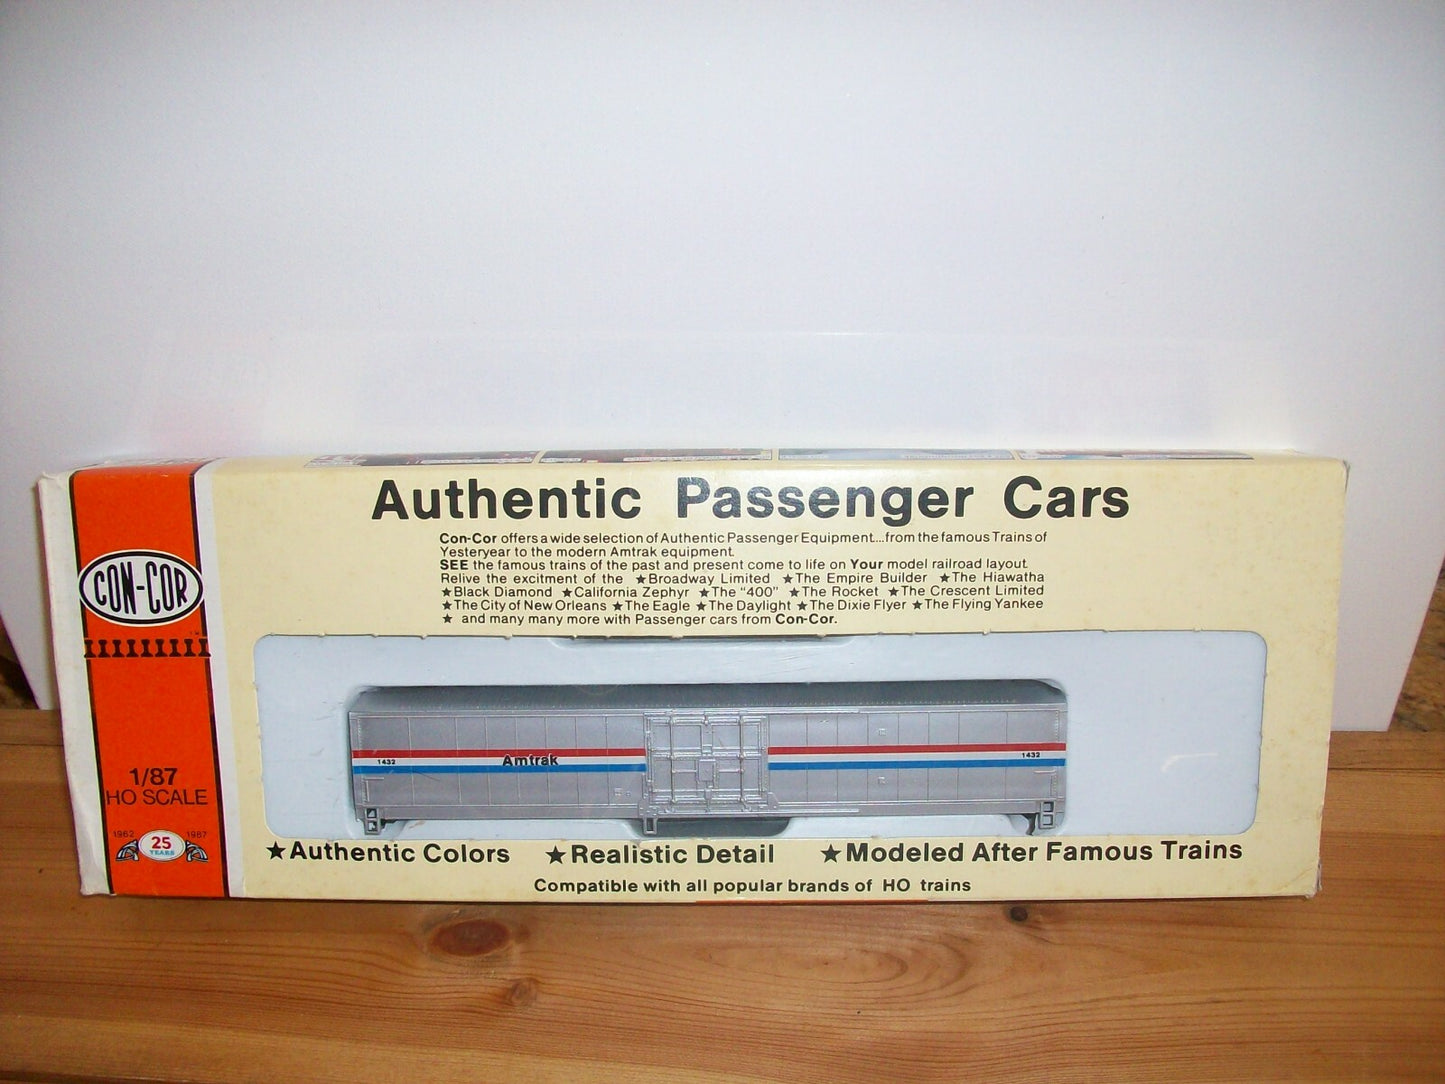 Authentic Passenger Cars
Con-Cor offers a wide selection of Authentic Passenger Equipment....from the famous Trains of
Yesteryear to the modern Amtrak equipment.
SEE the famous trains of the past and present come to life on Your model railroad layout.
Relive the excitment of the ★Broadway Limited ★The Empire Builder ★The Hiawatha
★Black Diamond ★California Zephyr ★The "400" ★The Rocket ★The Crescent Limited
★The City of New Orleans ★The Eagle ★The Daylight ★The Dixie Flyer ★The Flying Yankee
★ and many many more with Passenger cars from Con-Cor.
CON-COR
1/87
HO SCALE
1962 25 1987
YEARS
1432 Amtrak 1432
★Authentic Colors ★Realistic Detail ★Modeled After Famous Trains
Compatible with all popular brands of HO trains